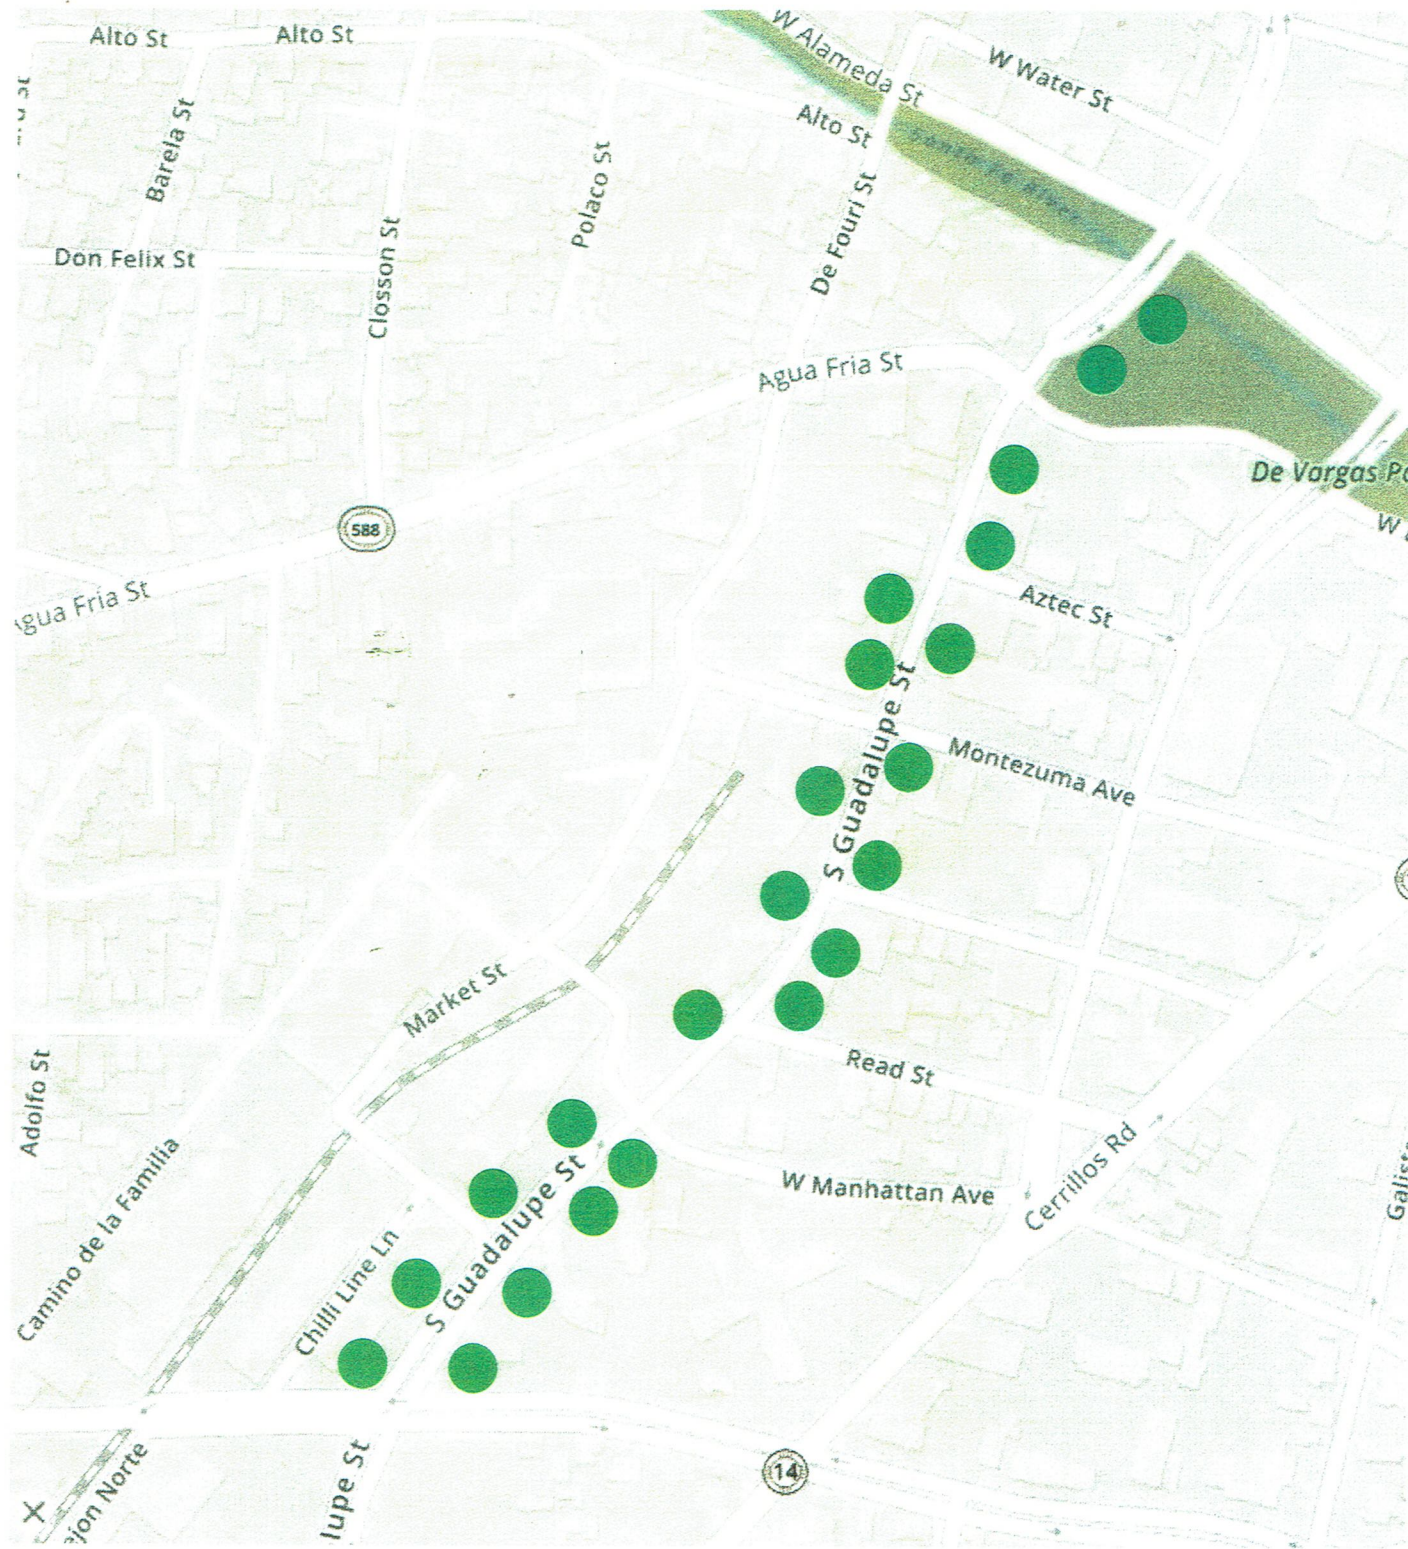 Alto St
Alto St
W Alameda St
W Water St
Barela St
Alto St
Polaco St
De Fouri St
Closson St
Don Felix St
Agua Fria St
De Vargas
588
Agua Fria St
Aztec St
S Guadalupe St
Montezuma Ave
Market St
Read St
Adolfo St
Camino de la Familia
Chilli Line Ln
S Guadalupe St
W Manhattan Ave
Cerrillos Rd
14
lupe St
ejon Norte